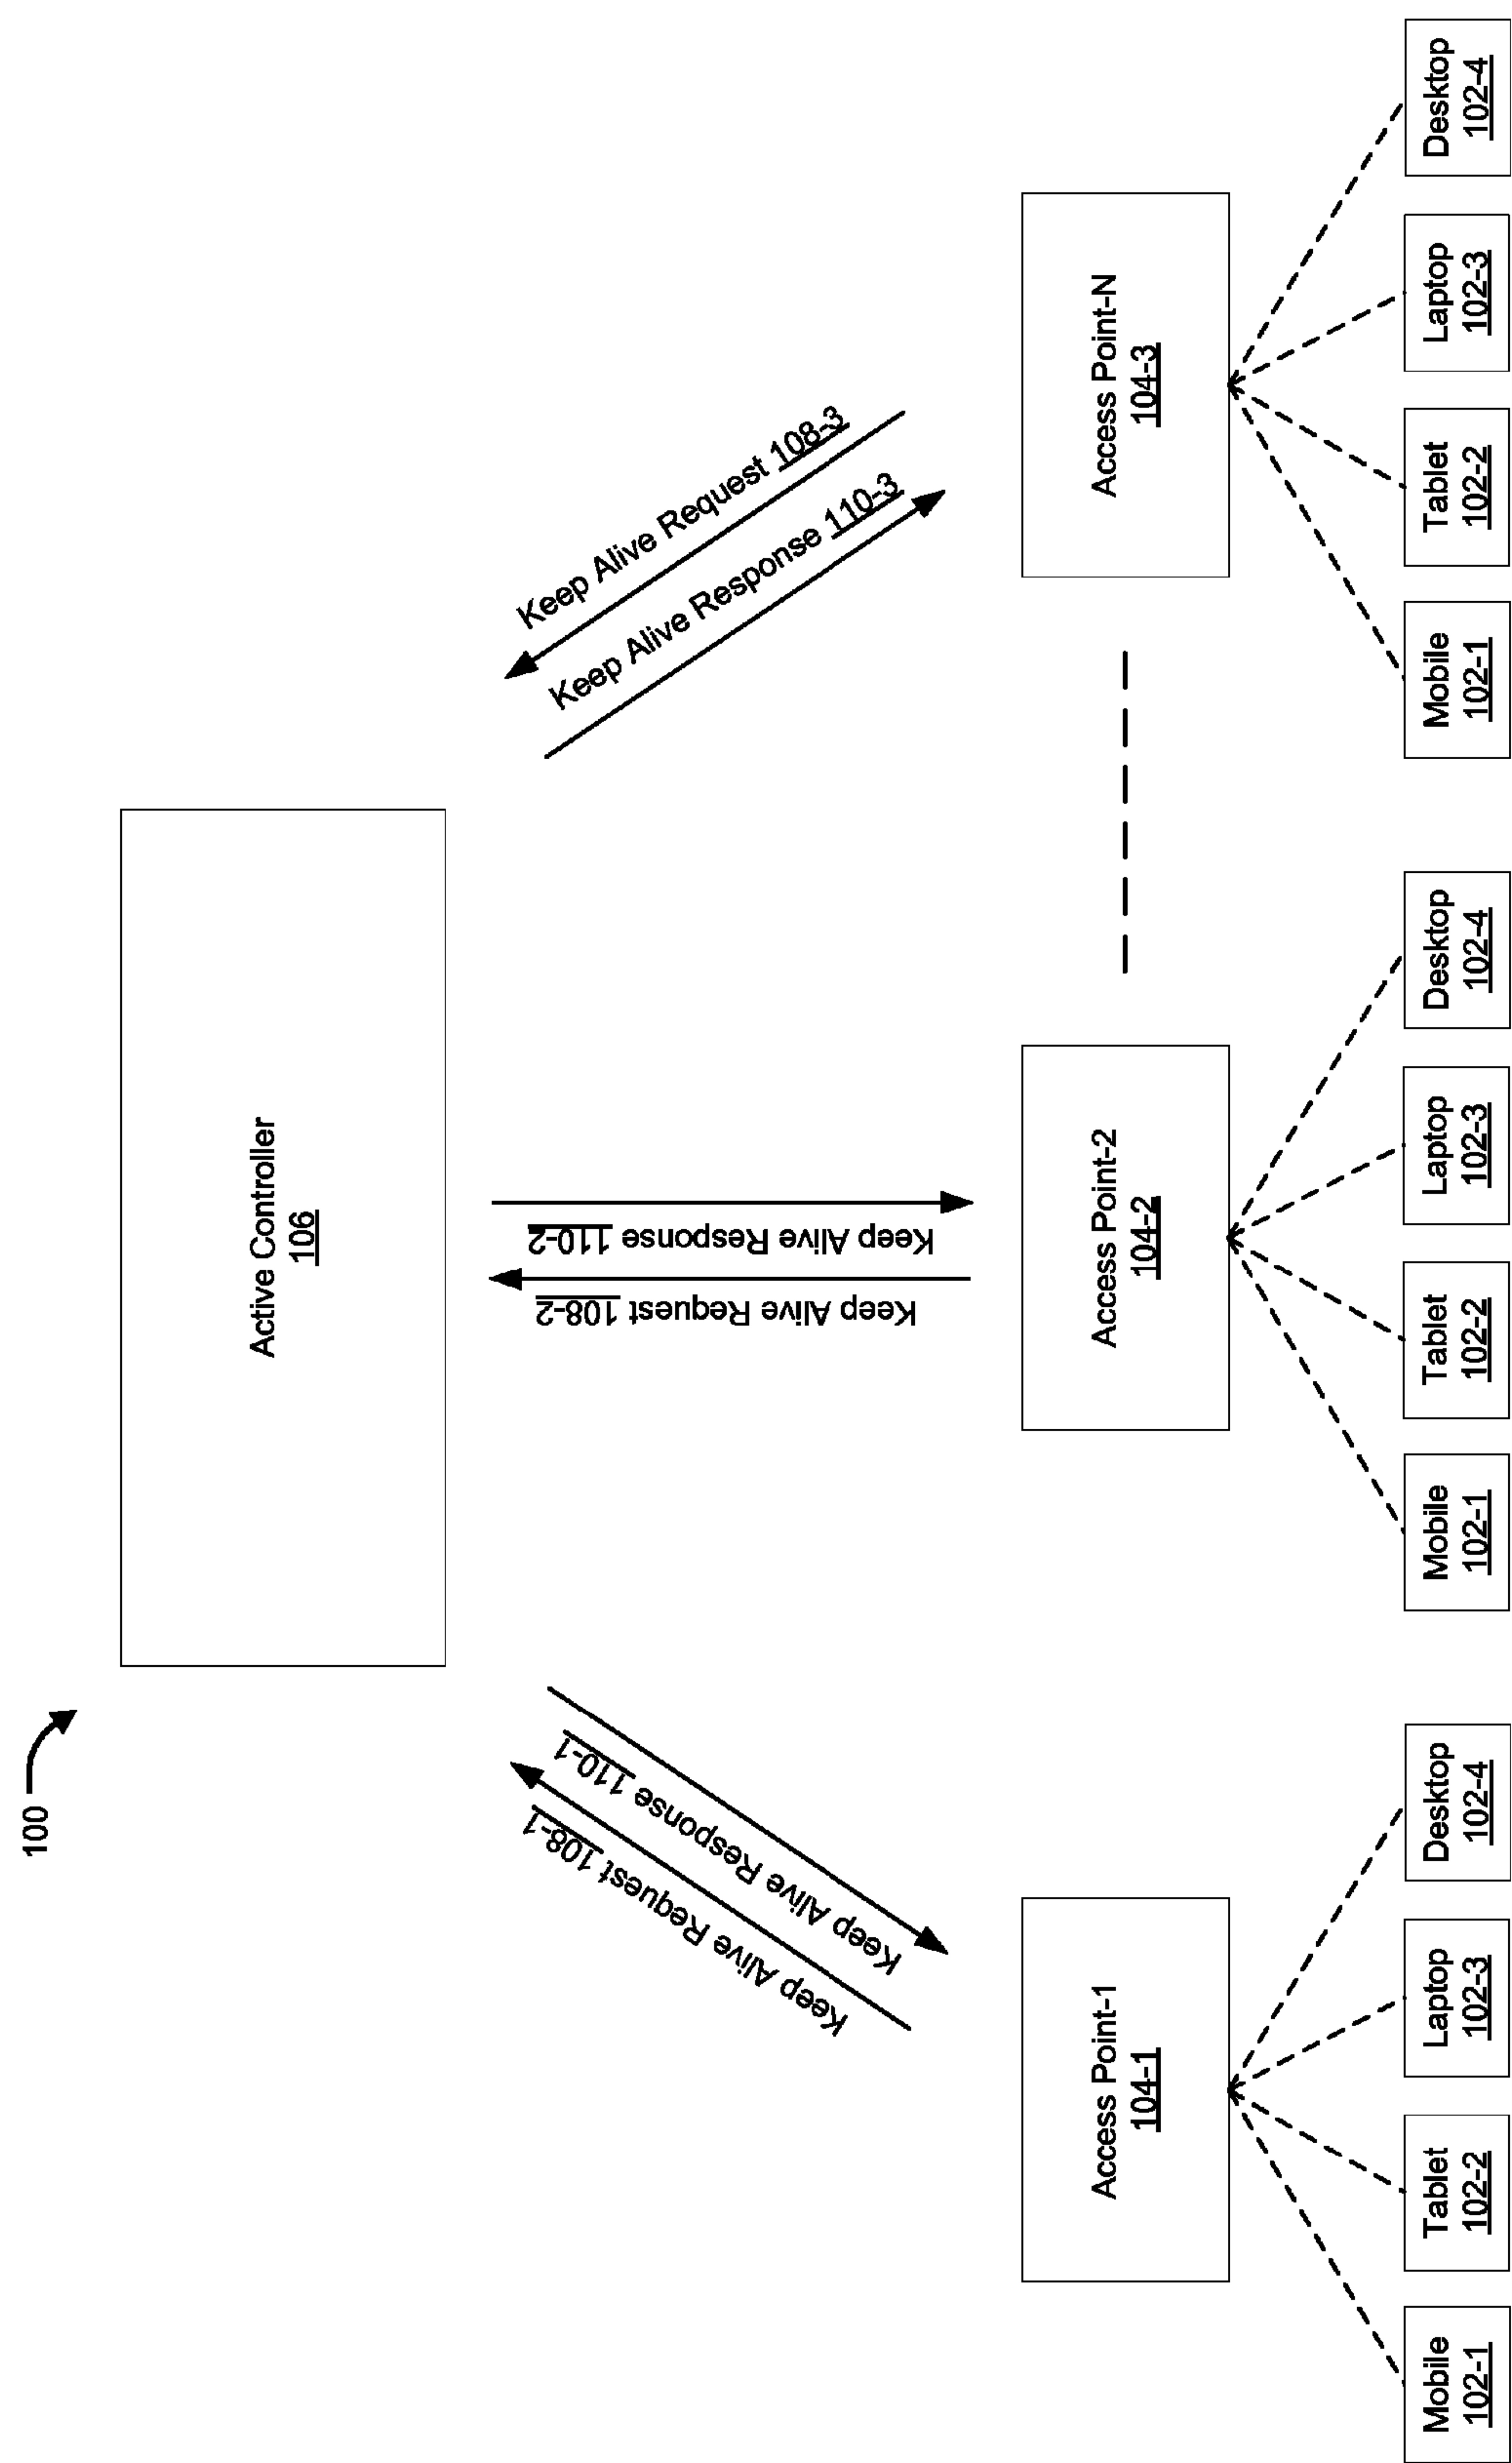 100
Active Controller
106
Keep Alive Request 108-1
Keep Alive Response 110-1
Keep Alive Request 108-2
Keep Alive Response 110-2
Keep Alive Response 110-3
Keep Alive Request 108-3
Access Point-1
104-1
Access Point-2
104-2
Access Point-N
104-3
Mobile
102-1
Tablet
102-2
Laptop
102-3
Desktop
102-4
Mobile
102-1
Tablet
102-2
Laptop
102-3
Desktop
102-4
Mobile
102-1
Tablet
102-2
Laptop
102-3
Desktop
102-4